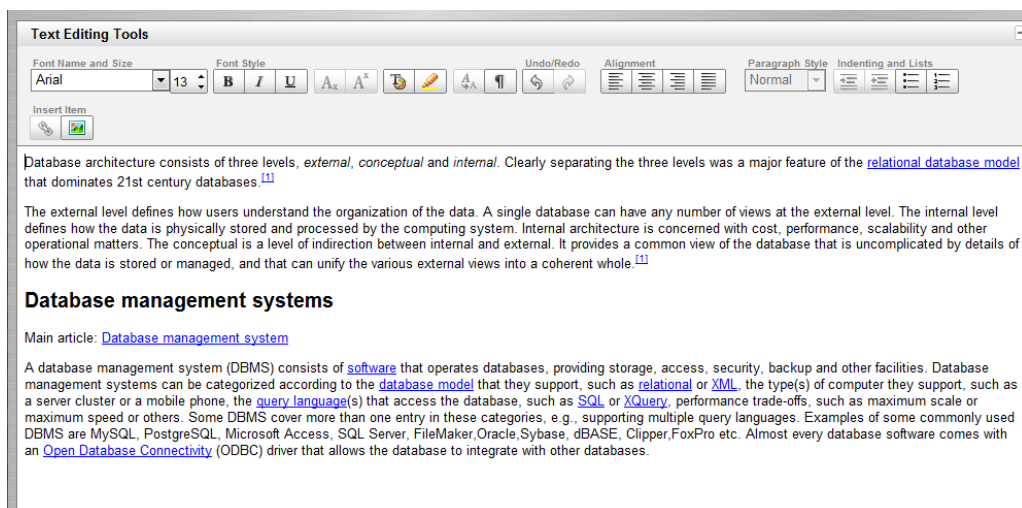 Text Editing Tools
Font Name and Size Font Style Undo/Redo Alignment Paragraph Style Indenting and Lists
Arial 13 B I U Aₓ Aˣ A A ¶ Normal
Insert Item
Database architecture consists of three levels, external, conceptual and internal. Clearly separating the three levels was a major feature of the relational database model
that dominates 21st century databases.[1]
The external level defines how users understand the organization of the data. A single database can have any number of views at the external level. The internal level
defines how the data is physically stored and processed by the computing system. Internal architecture is concerned with cost, performance, scalability and other
operational matters. The conceptual is a level of indirection between internal and external. It provides a common view of the database that is uncomplicated by details of
how the data is stored or managed, and that can unify the various external views into a coherent whole.[1]
Database management systems
Main article: Database management system
A database management system (DBMS) consists of software that operates databases, providing storage, access, security, backup and other facilities. Database
management systems can be categorized according to the database model that they support, such as relational or XML, the type(s) of computer they support, such as
a server cluster or a mobile phone, the query language(s) that access the database, such as SQL or XQuery, performance trade-offs, such as maximum scale or
maximum speed or others. Some DBMS cover more than one entry in these categories, e.g., supporting multiple query languages. Examples of some commonly used
DBMS are MySQL, PostgreSQL, Microsoft Access, SQL Server, FileMaker,Oracle,Sybase, dBASE, Clipper,FoxPro etc. Almost every database software comes with
an Open Database Connectivity (ODBC) driver that allows the database to integrate with other databases.